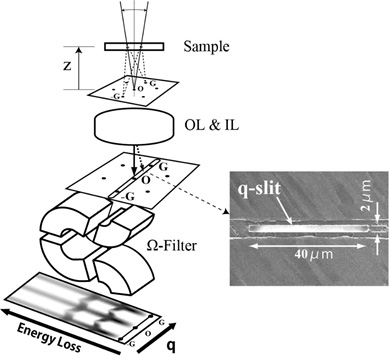 Sample
Z
G
O
G
OL & IL
G
O
G
q-slit
2 μm
40 μm
Ω-Filter
G
O
G
Energy Loss
q